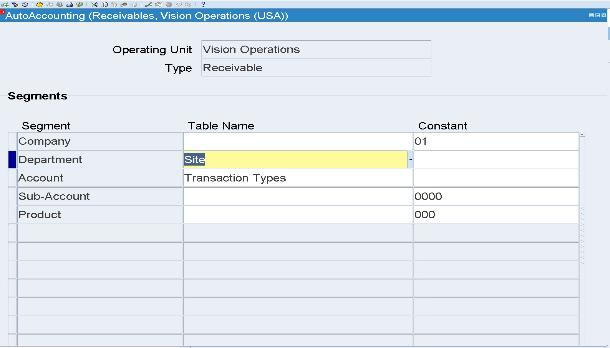 AutoAccounting (Receivables, Vision Operations (USA))
Operating Unit Vision Operations
Type Receivable
Segments
Segment Table Name Constant
Company 01
Department Site
Account Transaction Types
Sub-Account 0000
Product 000